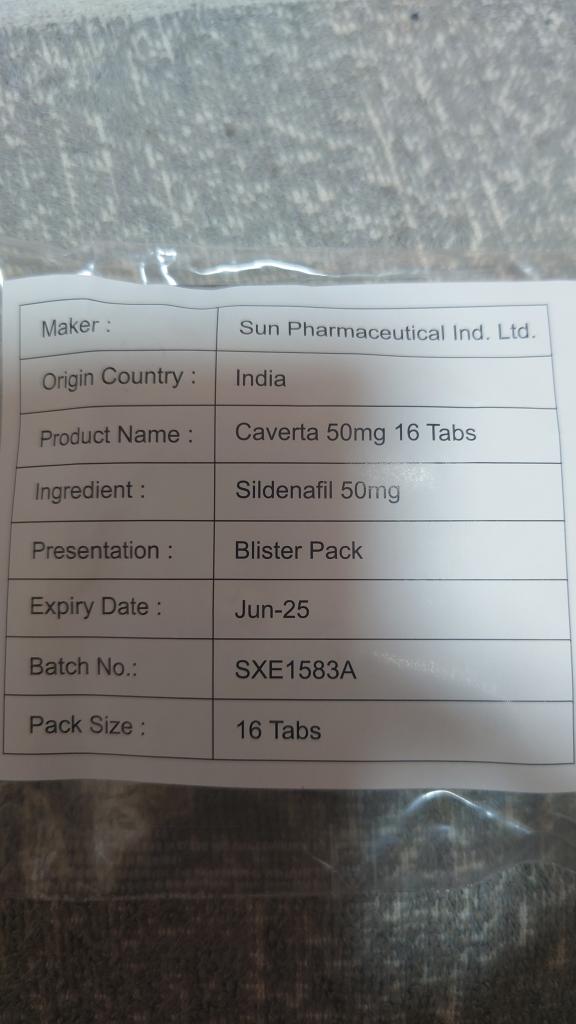 Maker : Sun Pharmaceutical Ind. Ltd.
Origin Country : India
Product Name : Caverta 50mg 16 Tabs
Ingredient : Sildenafil 50mg
Presentation : Blister Pack
Expiry Date : Jun-25
Batch No.: SXE1583A
Pack Size : 16 Tabs